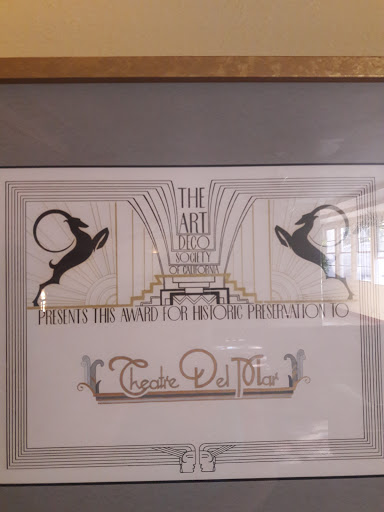 THE
ART
DECO
SOCIETY
OF CALIFORNIA
PRESENTS THIS AWARD FOR HISTORIC PRESERVATION TO
Theatre Del Mar